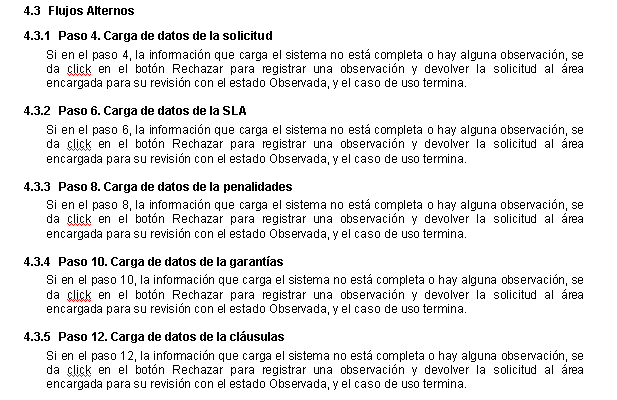 4.3 Flujos Alternos
4.3.1 Paso 4. Carga de datos de la solicitud
Si en el paso 4, la información que carga el sistema no está completa o hay alguna observación, se
da click en el botón Rechazar para registrar una observación y devolver la solicitud al área
encargada para su revisión con el estado Observada, y el caso de uso termina.
4.3.2 Paso 6. Carga de datos de la SLA
Si en el paso 6, la información que carga el sistema no está completa o hay alguna observación, se
da click en el botón Rechazar para registrar una observación y devolver la solicitud al área
encargada para su revisión con el estado Observada, y el caso de uso termina.
4.3.3 Paso 8. Carga de datos de la penalidades
Si en el paso 8, la información que carga el sistema no está completa o hay alguna observación, se
da click en el botón Rechazar para registrar una observación y devolver la solicitud al área
encargada para su revisión con el estado Observada, y el caso de uso termina.
4.3.4 Paso 10. Carga de datos de la garantías
Si en el paso 10, la información que carga el sistema no está completa o hay alguna observación, se
da click en el botón Rechazar para registrar una observación y devolver la solicitud al área
encargada para su revisión con el estado Observada, y el caso de uso termina.
4.3.5 Paso 12. Carga de datos de la cláusulas
Si en el paso 12, la información que carga el sistema no está completa o hay alguna observación, se
da click en el botón Rechazar para registrar una observación y devolver la solicitud al área
encargada para su revisión con el estado Observada, y el caso de uso termina.